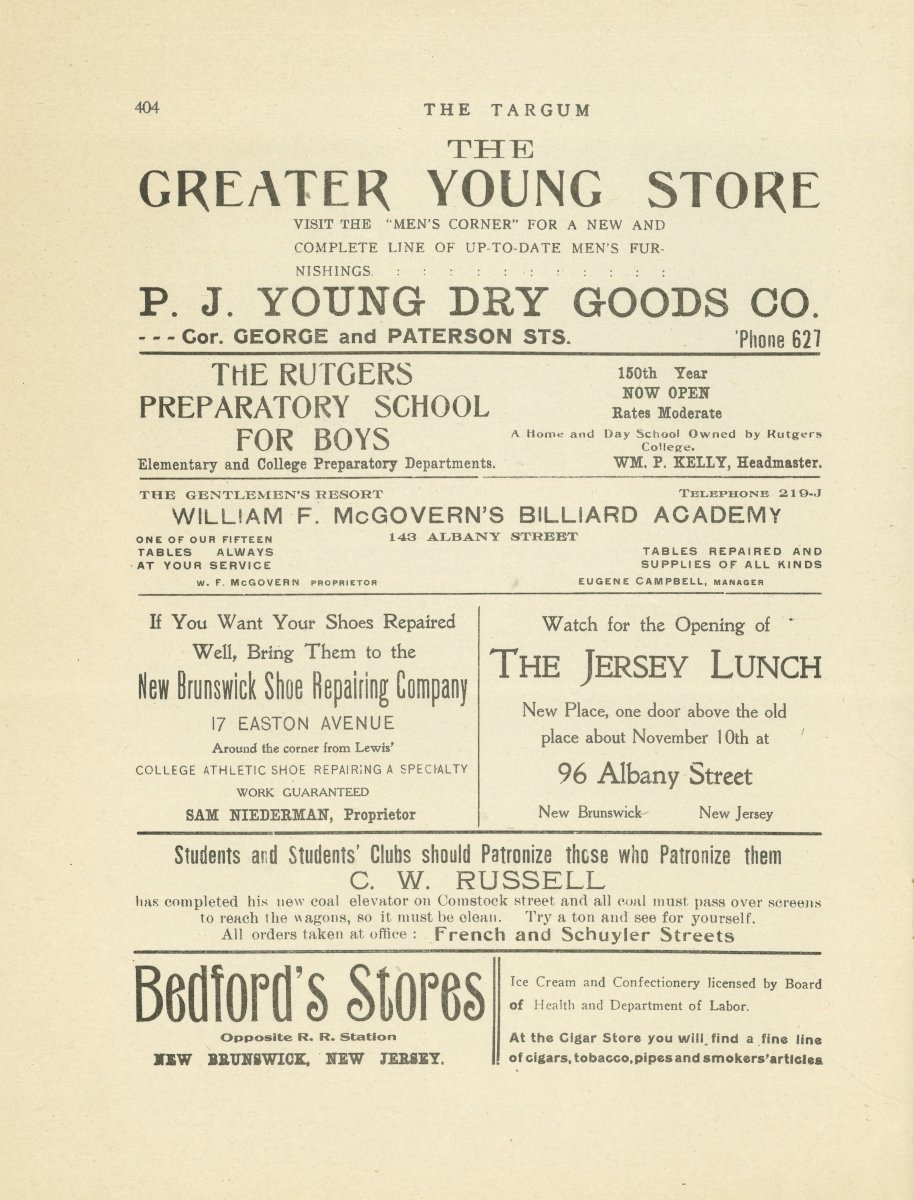 404
THE TARGUM
THE
GREATER YOUNG STORE
VISIT THE "MEN'S CORNER" FOR A NEW AND
COMPLETE LINE OF UP-TO-DATE MEN'S FUR-
NISHINGS. : : : : : : : : : : :
P. J. YOUNG DRY GOODS CO.
--- Cor. GEORGE and PATERSON STS. 'Phone 627
THE RUTGERS
PREPARATORY SCHOOL
FOR BOYS
Elementary and College Preparatory Departments.
150th Year
NOW OPEN
Rates Moderate
A Home and Day School Owned by Rutgers
College.
WM. P. KELLY, Headmaster.
THE GENTLEMEN'S RESORT TELEPHONE 219-J
WILLIAM F. McGOVERN'S BILLIARD ACADEMY
143 ALBANY STREET
ONE OF OUR FIFTEEN
TABLES ALWAYS
AT YOUR SERVICE
TABLES REPAIRED AND
SUPPLIES OF ALL KINDS
W. F. McGOVERN PROPRIETOR EUGENE CAMPBELL, MANAGER
If You Want Your Shoes Repaired
Well, Bring Them to the
New Brunswick Shoe Repairing Company
17 EASTON AVENUE
Around the corner from Lewis'
COLLEGE ATHLETIC SHOE REPAIRING A SPECIALTY
WORK GUARANTEED
SAM NIEDERMAN, Proprietor
Watch for the Opening of
THE JERSEY LUNCH
New Place, one door above the old
place about November 10th at
96 Albany Street
New Brunswick New Jersey
Students and Students' Clubs should Patronize those who Patronize them
C. W. RUSSELL
has completed his new coal elevator on Comstock street and all coal must pass over screens
to reach the wagons, so it must be clean. Try a ton and see for yourself.
All orders taken at office : French and Schuyler Streets
Bedford's Stores
Opposite R. R. Station
NEW BRUNSWICK, NEW JERSEY.
Ice Cream and Confectionery licensed by Board
of Health and Department of Labor.
At the Cigar Store you will find a fine line
of cigars, tobacco, pipes and smokers' articles